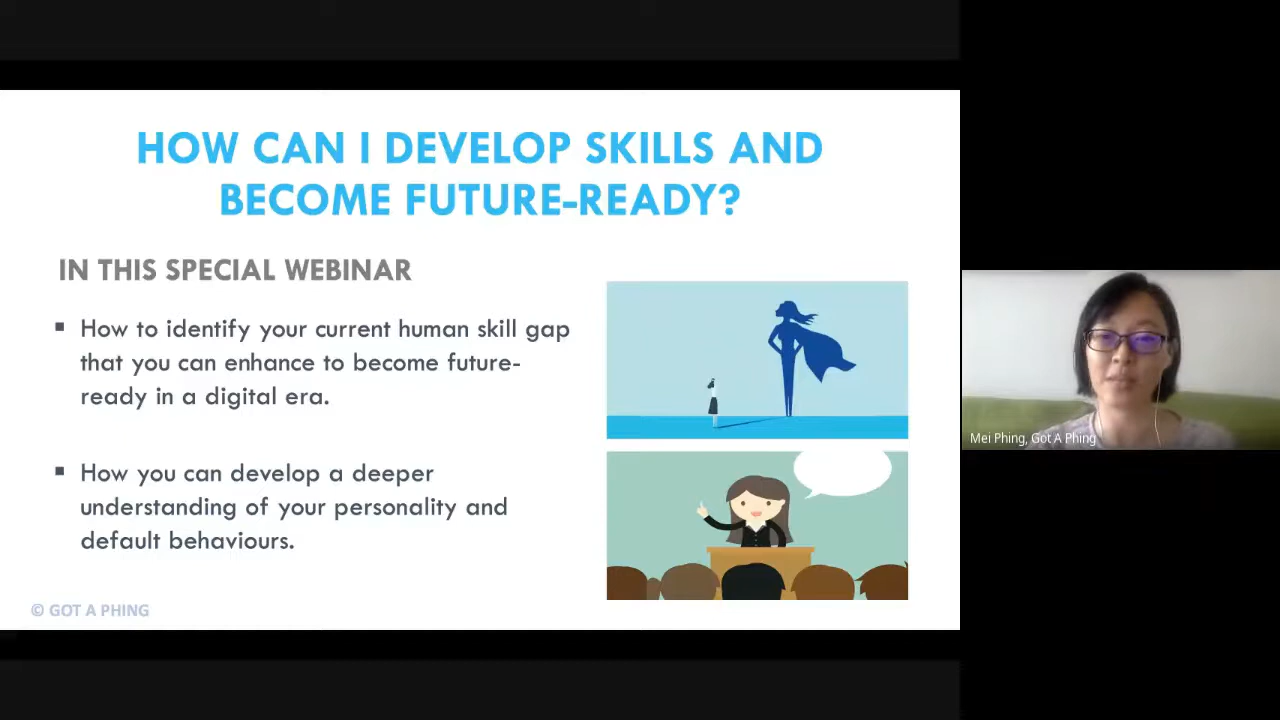 HOW CAN I DEVELOP SKILLS AND
BECOME FUTURE-READY?
IN THIS SPECIAL WEBINAR
▪ How to identify your current human skill gap
that you can enhance to become future-
ready in a digital era.
▪ How you can develop a deeper
understanding of your personality and
default behaviours.
© GOT A PHING
Mei Phing, Got A Phing